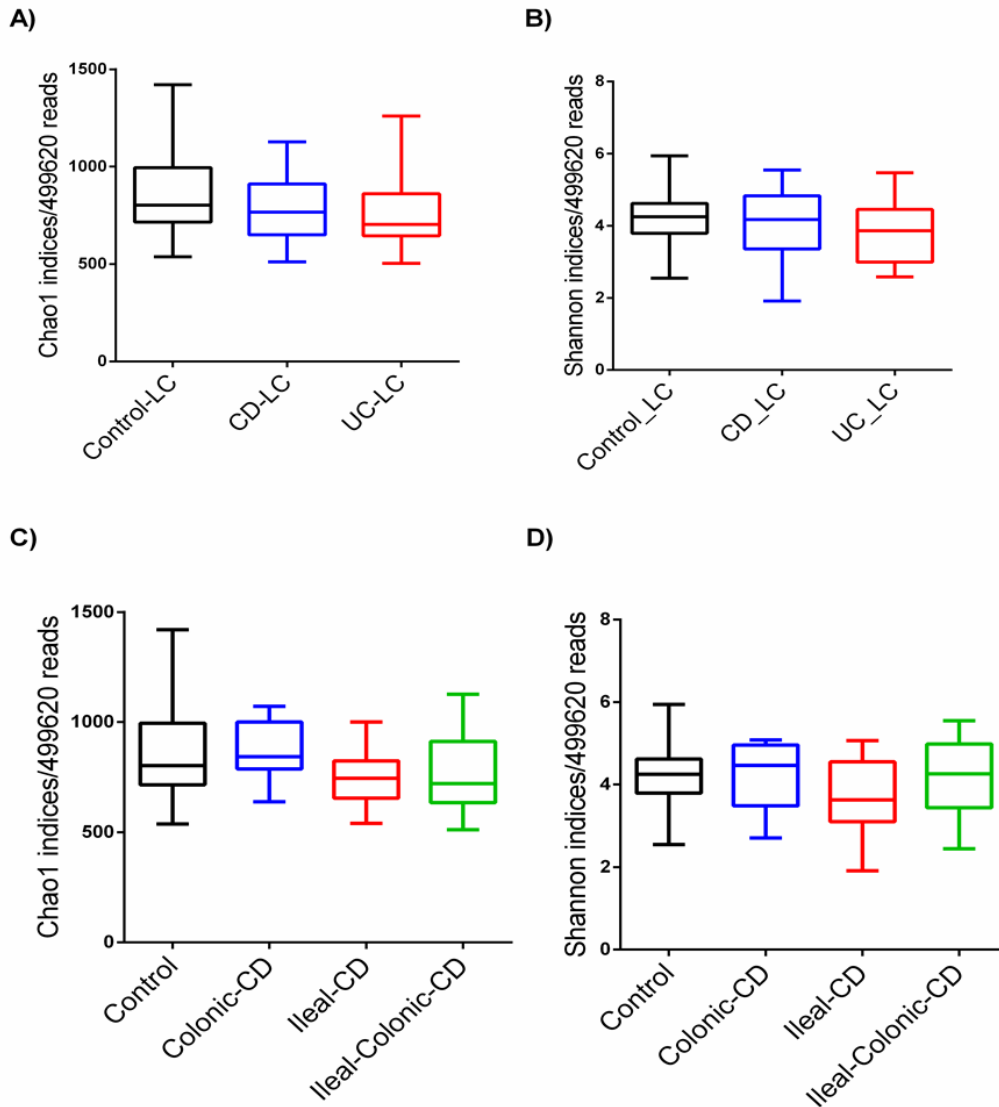 A)
Chao1 indices/499620 reads
1500
1000
500
0
Control-LC
CD-LC
UC-LC
B)
Shannon indices/499620 reads
8
6
4
2
0
Control_LC
CD_LC
UC_LC
C)
Chao1 indices/499620 reads
1500
1000
500
0
Control
Colonic-CD
Ileal-CD
Ileal-Colonic-CD
D)
Shannon indices/499620 reads
8
6
4
2
0
Control
Colonic-CD
Ileal-CD
Ileal-Colonic-CD